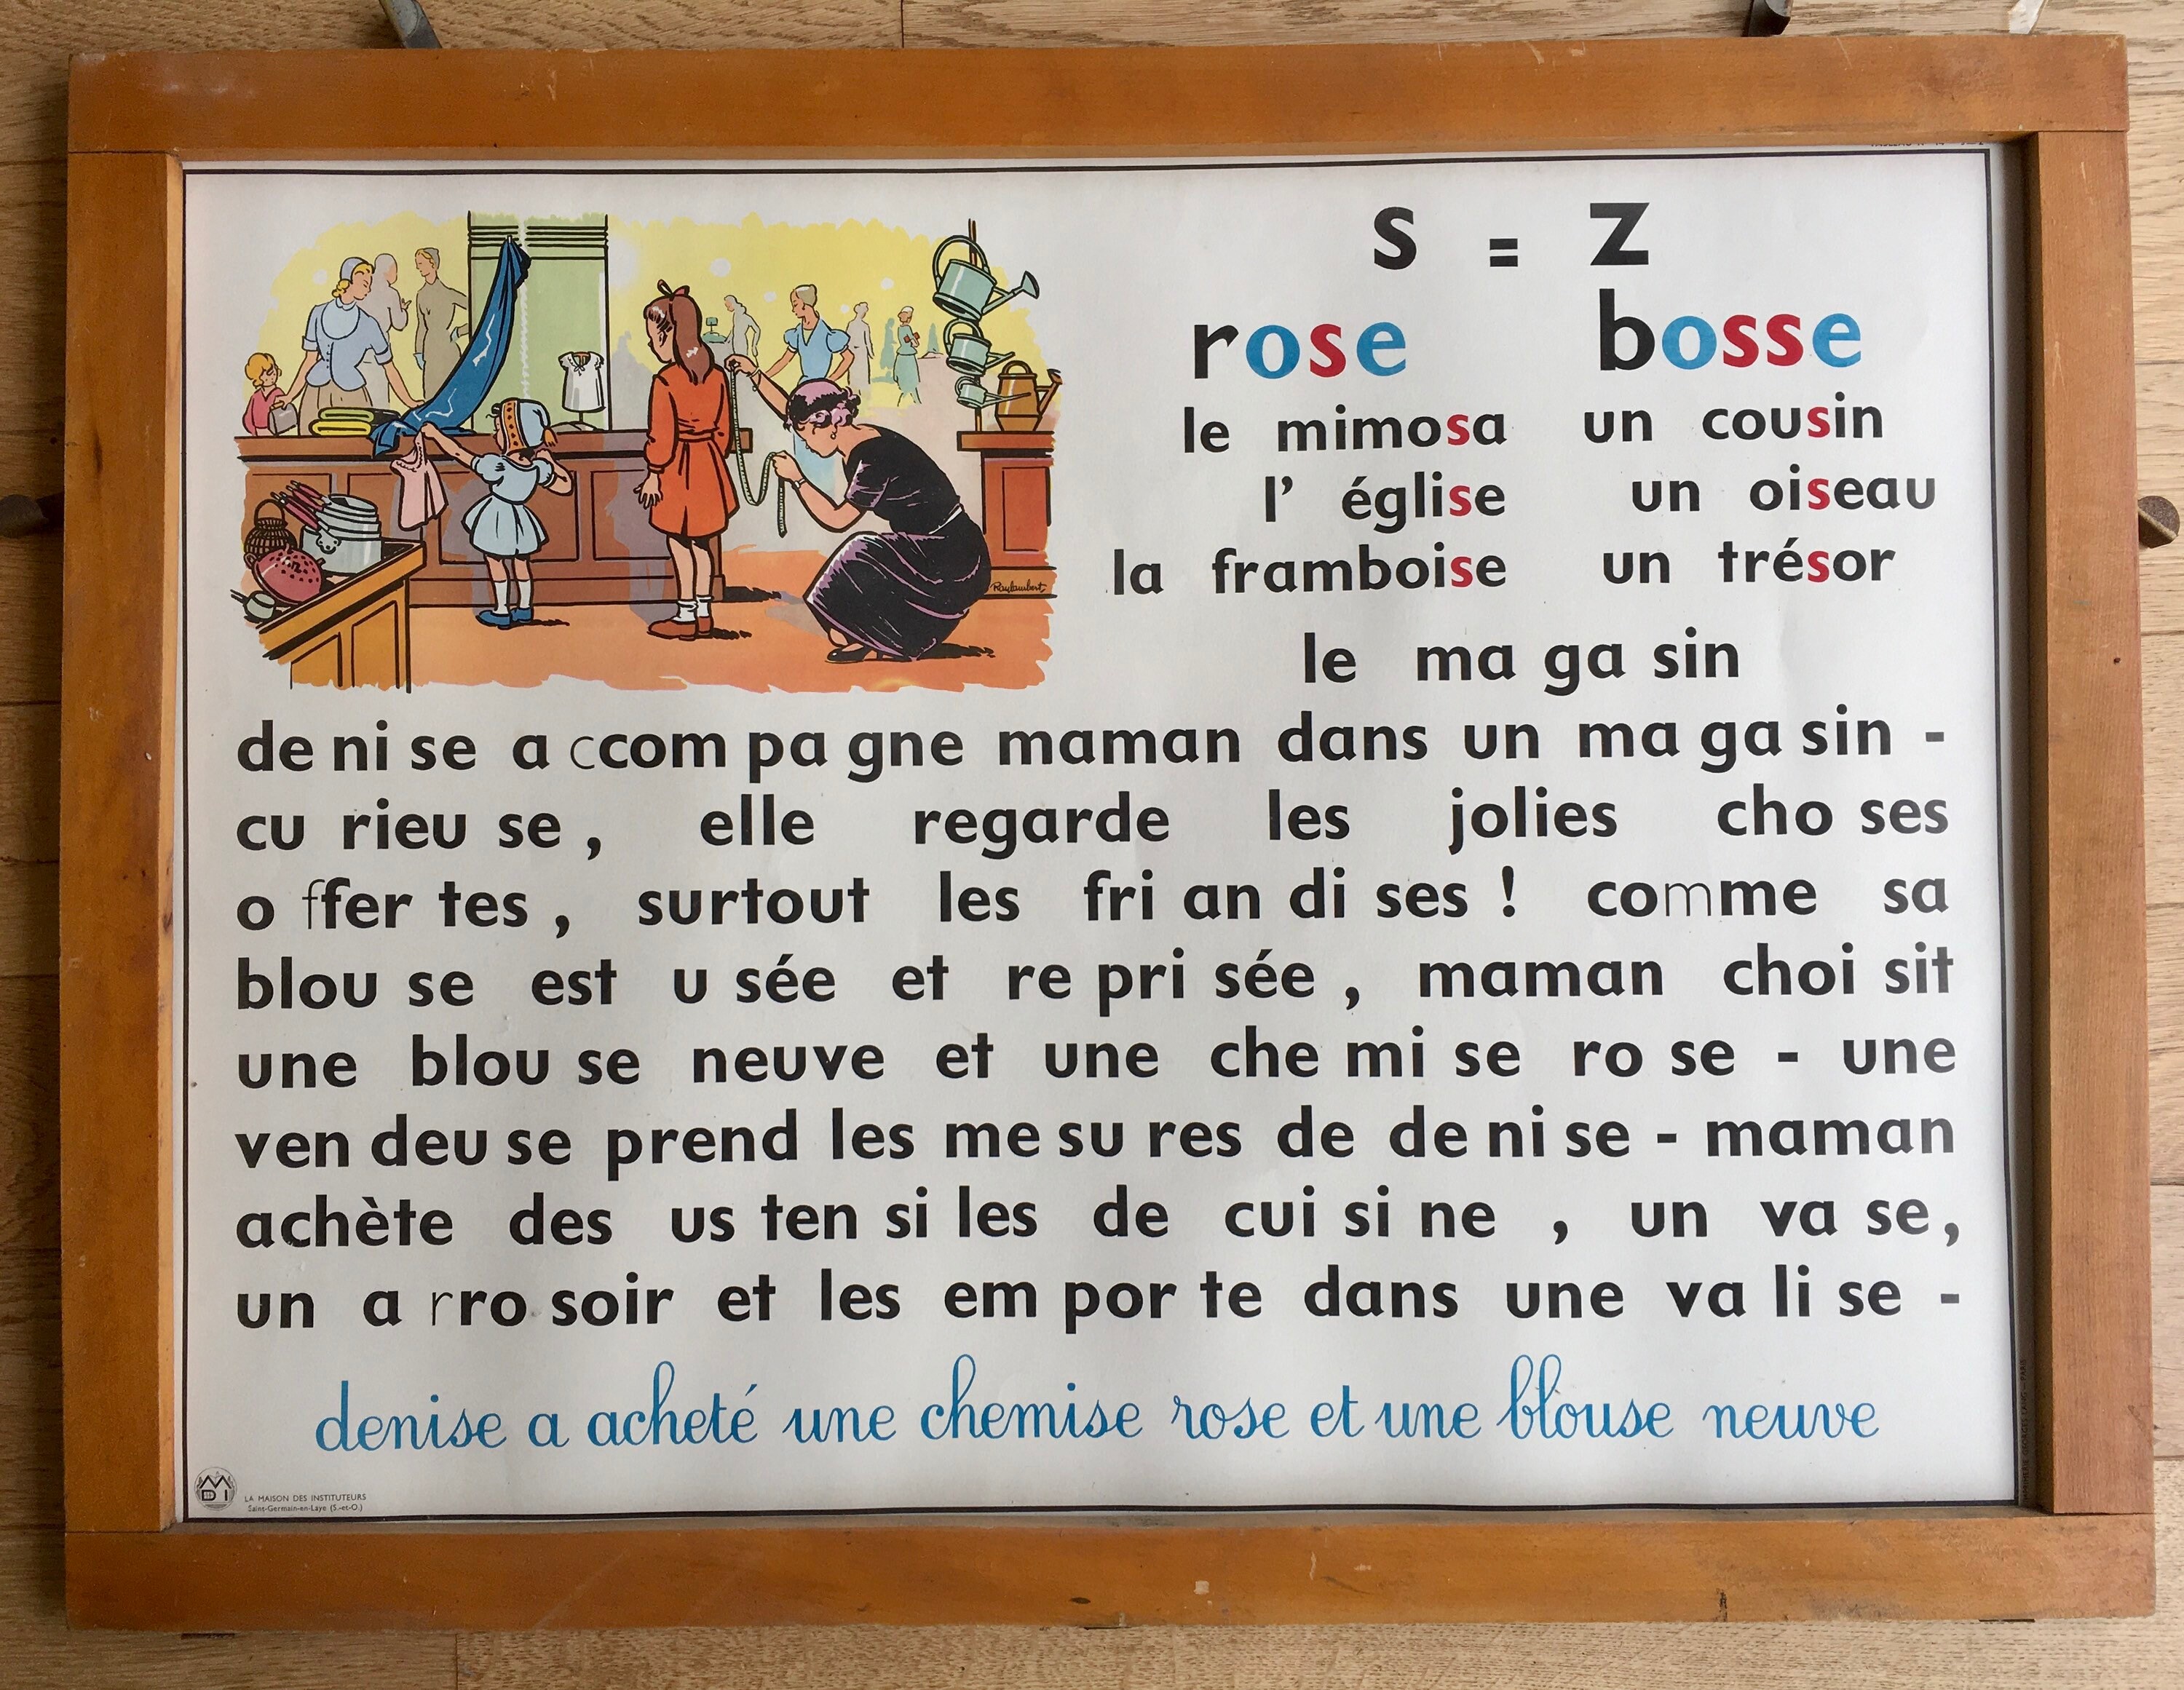 s = z
rose bosse
le mimosa un cousin
l' église un oiseau
la framboise un trésor
le ma ga sin
de ni se a ccom pa gne maman dans un ma ga sin -
cu rieu se , elle regarde les jolies cho ses
o ffer tes , surtout les fri an di ses ! comme sa
blou se est u sée et re pri sée , maman choi sit
une blou se neuve et une che mi se ro se - une
ven deu se prend les me su res de de ni se - maman
achète des us ten si les de cui si ne , un va se,
un a rro soir et les em por te dans une va li se -
denise a acheté une chemise rose et une blouse neuve
LA MAISON DES INSTITUTEURS
Saint-Germain-en-Laye (S.-et-O.)